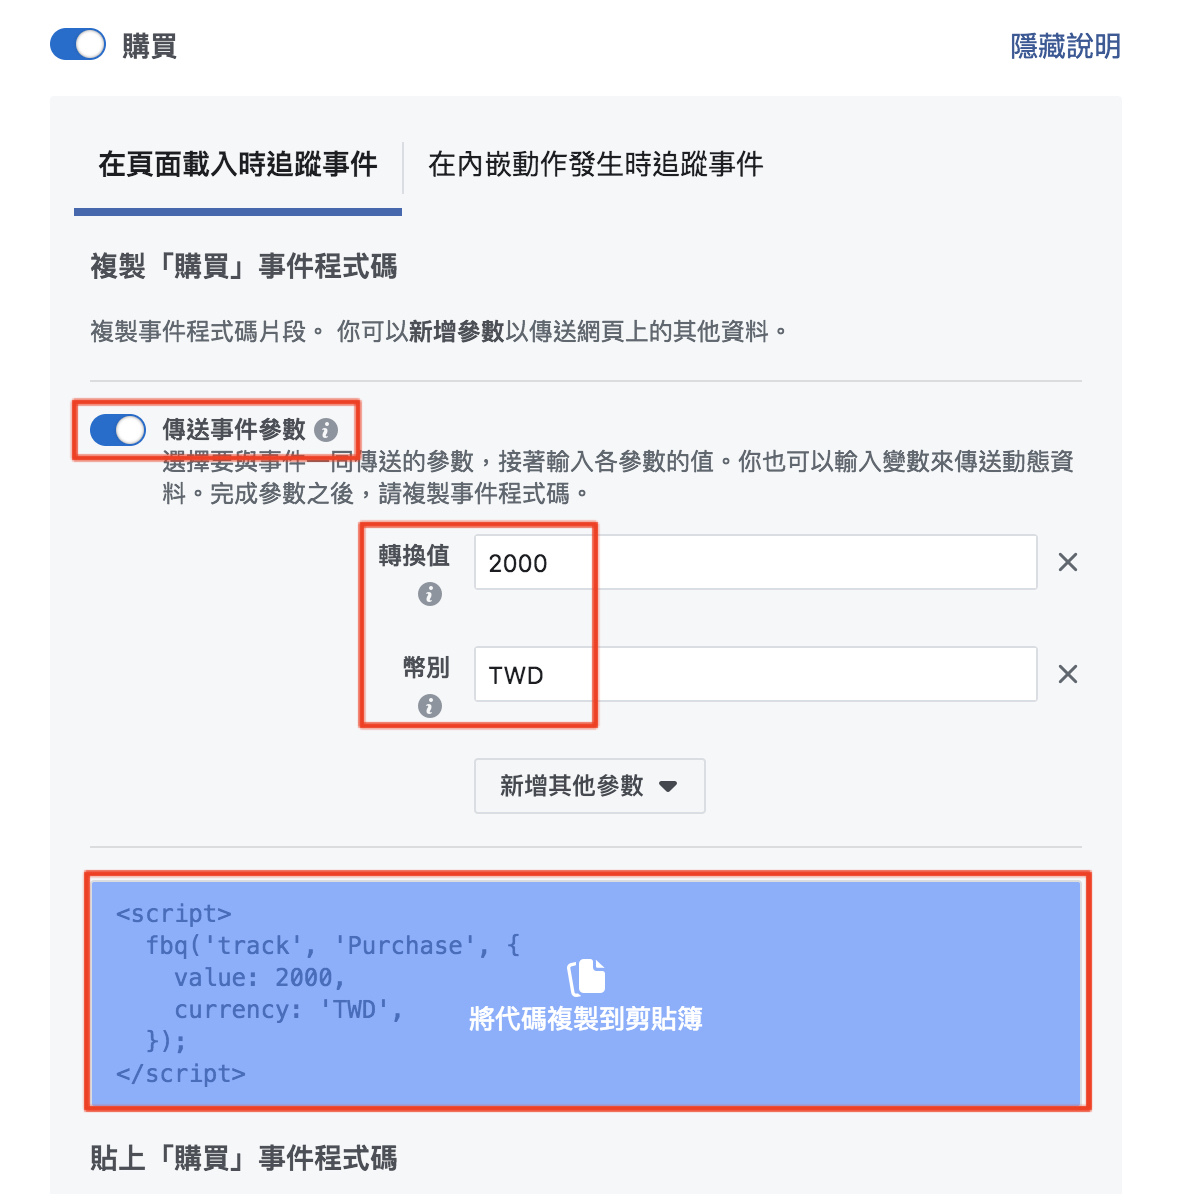 購買
隱藏說明
在頁面載入時追蹤事件
在內嵌動作發生時追蹤事件
複製「購買」事件程式碼
複製事件程式碼片段。 你可以新增參數以傳送網頁上的其他資料。
傳送事件參數
選擇要與事件一同傳送的參數，接著輸入各參數的值。你也可以輸入變數來傳送動態資
料。完成參數之後，請複製事件程式碼。
轉換值
2000
幣別
TWD
新增其他參數
<script>
fbq('track', 'Purchase', {
value: 2000,
currency: 'TWD',
});
</script>
將代碼複製到剪貼簿
貼上「購買」事件程式碼